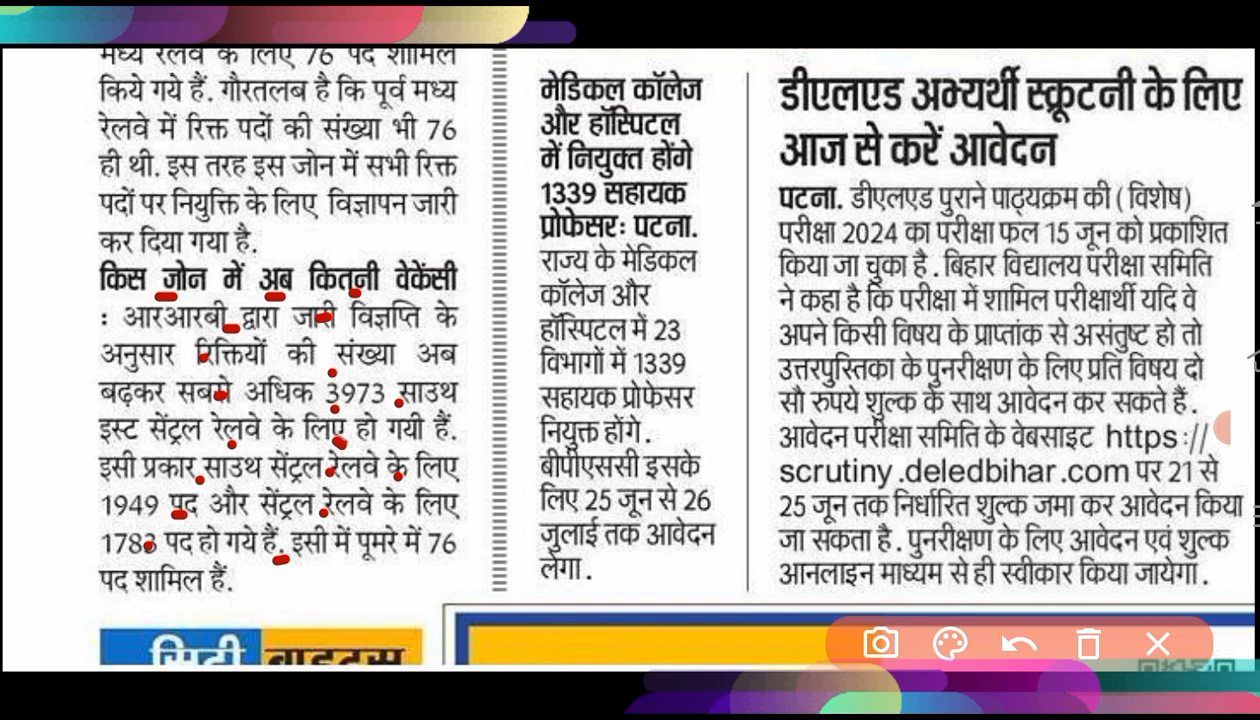 मध्य रेलवे के लिए 76 पद शामिल
किये गये हैं. गौरतलब है कि पूर्व मध्य
रेलवे में रिक्त पदों की संख्या भी 76
ही थी. इस तरह इस जोन में सभी रिक्त
पदों पर नियुक्ति के लिए विज्ञापन जारी
कर दिया गया है.
किस जोन में अब कितनी वेकेंसी
: आरआरबी द्वारा जारी विज्ञप्ति के
अनुसार रिक्तियों की संख्या अब
बढ़कर सबसे अधिक 3973 साउथ
इस्ट सेंट्रल रेलवे के लिए हो गयी हैं.
इसी प्रकार साउथ सेंट्रल रेलवे के लिए
1949 पद और सेंट्रल रेलवे के लिए
1783 पद हो गये हैं. इसी में पूमरे में 76
पद शामिल हैं.
मेडिकल कॉलेज
और हॉस्पिटल
में नियुक्त होंगे
1339 सहायक
प्रोफेसर: पटना.
राज्य के मेडिकल
कॉलेज और
हॉस्पिटल में 23
विभागों में 1339
सहायक प्रोफेसर
नियुक्त होंगे.
बीपीएससी इसके
लिए 25 जून से 26
जुलाई तक आवेदन
लेगा.
डीएलएड अभ्यर्थी स्क्रूटनी के लिए
आज से करें आवेदन
पटना. डीएलएड पुराने पाठ्यक्रम की ( विशेष)
परीक्षा 2024 का परीक्षा फल 15 जून को प्रकाशित
किया जा चुका है. बिहार विद्यालय परीक्षा समिति
ने कहा है कि परीक्षा में शामिल परीक्षार्थी यदि वे
अपने किसी विषय के प्राप्तांक से असंतुष्ट हो तो
उत्तरपुस्तिका के पुनरीक्षण के लिए प्रति विषय दो
सौ रुपये शुल्क के साथ आवेदन कर सकते हैं.
आवेदन परीक्षा समिति के वेबसाइट https://
scrutiny.deledbihar.com पर 21 से
25 जून तक निर्धारित शुल्क जमा कर आवेदन किया
जा सकता है. पुनरीक्षण के लिए आवेदन एवं शुल्क
आनलाइन माध्यम से ही स्वीकार किया जायेगा.
सिटी बाइट्स